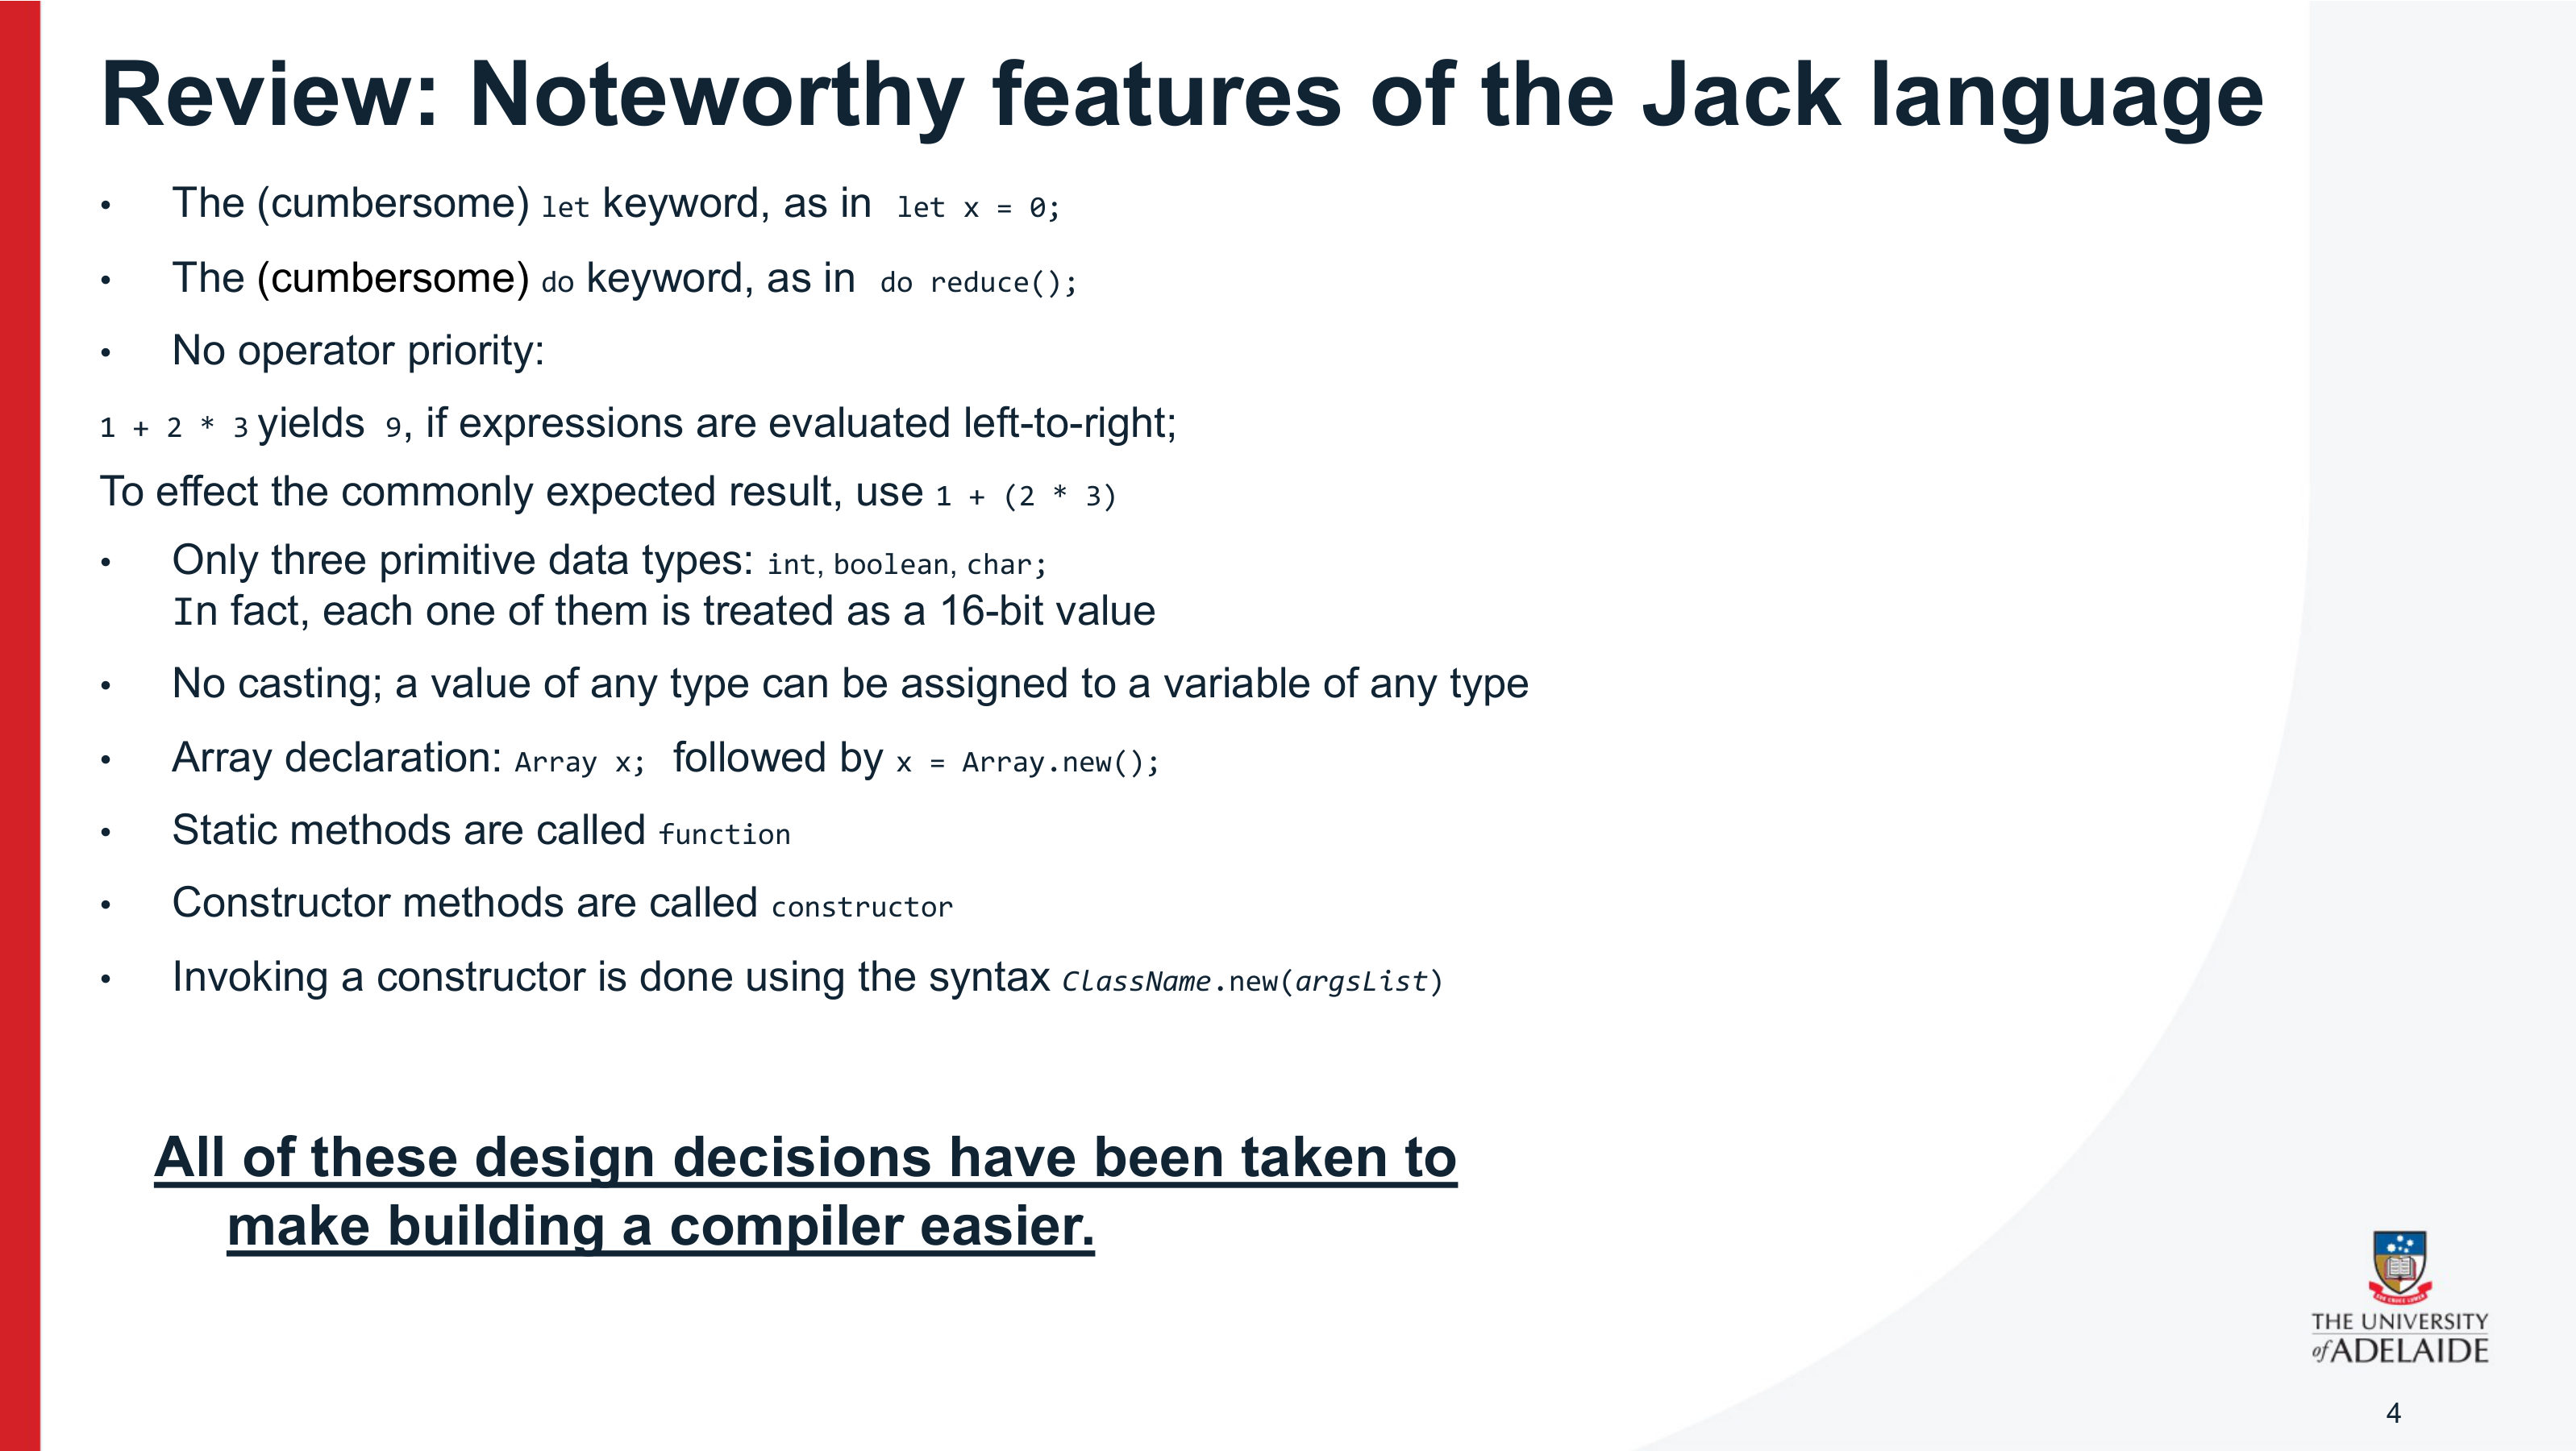 Review: Noteworthy features of the Jack language
• The (cumbersome) let keyword, as in let x = 0;
• The (cumbersome) do keyword, as in do reduce();
• No operator priority:
1 + 2 * 3 yields 9, if expressions are evaluated left-to-right;
To effect the commonly expected result, use 1 + (2 * 3)
• Only three primitive data types: int, boolean, char;
In fact, each one of them is treated as a 16-bit value
• No casting; a value of any type can be assigned to a variable of any type
• Array declaration: Array x; followed by x = Array.new();
• Static methods are called function
• Constructor methods are called constructor
• Invoking a constructor is done using the syntax ClassName.new(argsList)
All of these design decisions have been taken to
make building a compiler easier.
THE UNIVERSITY
of ADELAIDE
4